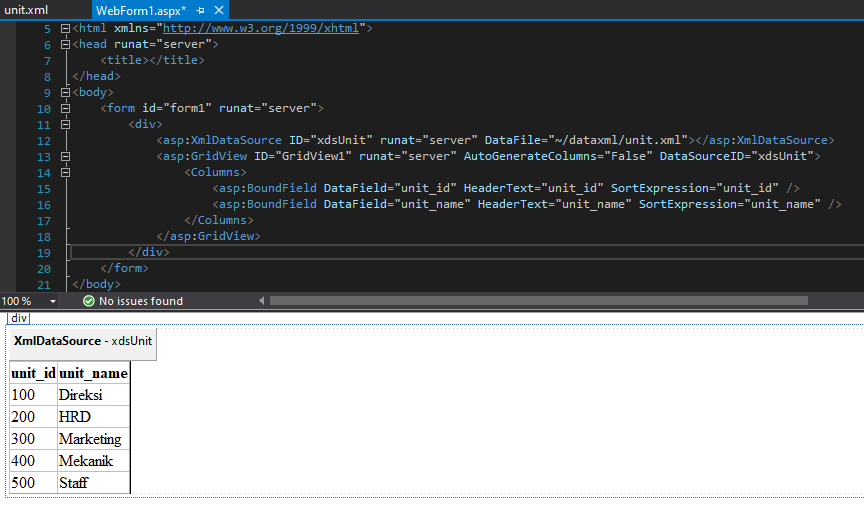 unit.xml WebForm1.aspx*
5 <html xmlns="http://www.w3.org/1999/xhtml">
6 <head runat="server">
7 <title></title>
8 </head>
9 <body>
10 <form id="form1" runat="server">
11 <div>
12 <asp:XmlDataSource ID="xdsUnit" runat="server" DataFile="~/dataxml/unit.xml"></asp:XmlDataSource>
13 <asp:GridView ID="GridView1" runat="server" AutoGenerateColumns="False" DataSourceID="xdsUnit">
14 <Columns>
15 <asp:BoundField DataField="unit_id" HeaderText="unit_id" SortExpression="unit_id" />
16 <asp:BoundField DataField="unit_name" HeaderText="unit_name" SortExpression="unit_name" />
17 </Columns>
18 </asp:GridView>
19 </div>
20 </form>
21 </body>
100 % No issues found
div
XmlDataSource - xdsUnit
unit_id unit_name
100 Direksi
200 HRD
300 Marketing
400 Mekanik
500 Staff